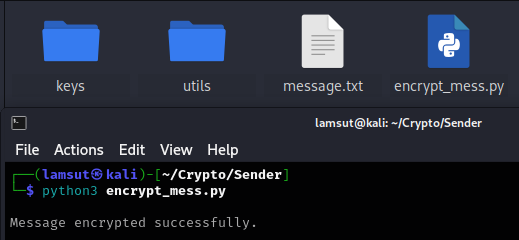 keys utils message.txt encrypt_mess.py
lamsut@kali: ~/Crypto/Sender
File Actions Edit View Help
┌──(lamsut㉿kali)-[~/Crypto/Sender]
└─$ python3 encrypt_mess.py
Message encrypted successfully.